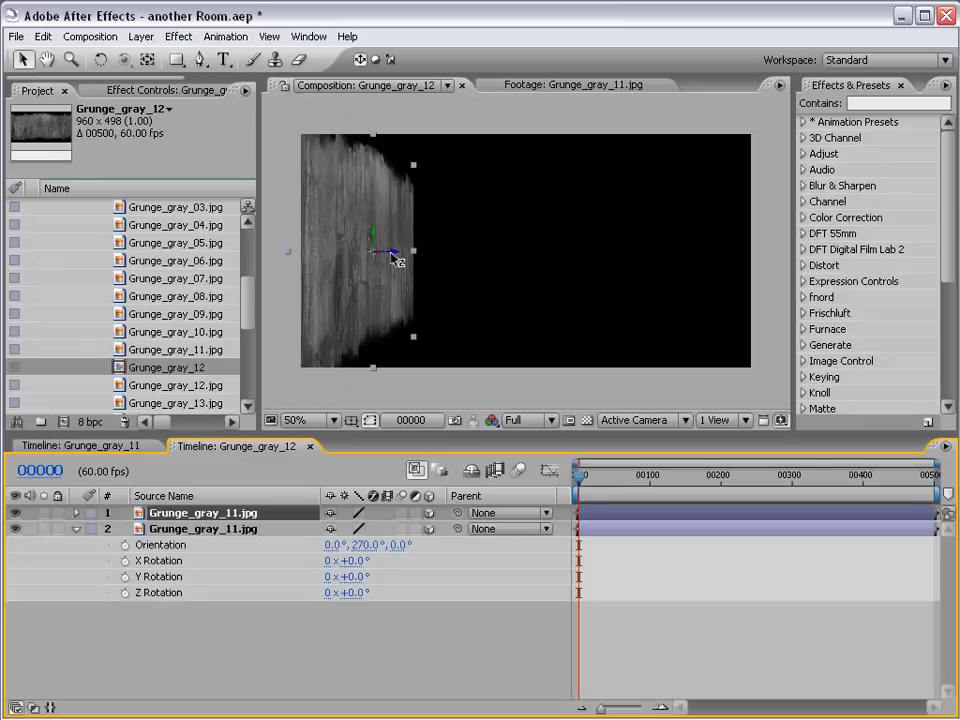 Adobe After Effects - another Room.aep *
File Edit Composition Layer Effect Animation View Window Help
Workspace: Standard
Project Effect Controls: Grunge_g
Composition: Grunge_gray_12
Footage: Grunge_gray_11.jpg
Effects & Presets
Grunge_gray_12
960 x 498 (1.00)
Δ 00500, 60.00 fps
Contains:
Name
Grunge_gray_03.jpg
Grunge_gray_04.jpg
Grunge_gray_05.jpg
Grunge_gray_06.jpg
Grunge_gray_07.jpg
Grunge_gray_08.jpg
Grunge_gray_09.jpg
Grunge_gray_10.jpg
Grunge_gray_11.jpg
Grunge_gray_12
Grunge_gray_12.jpg
Grunge_gray_13.jpg
8 bpc
Z
* Animation Presets
3D Channel
Adjust
Audio
Blur & Sharpen
Channel
Color Correction
DFT 55mm
DFT Digital Film Lab 2
Distort
Expression Controls
fnord
Frischluft
Furnace
Generate
Image Control
Keying
Knoll
Matte
50% 00000 Full Active Camera 1 View
Timeline: Grunge_gray_11 Timeline: Grunge_gray_12
00000 (60.00 fps)
00100 00200 00300 00400 0050
# Source Name Parent
1 Grunge_gray_11.jpg None
2 Grunge_gray_11.jpg None
Orientation 0.0°, 270.0°, 0.0°
X Rotation 0 x +0.0°
Y Rotation 0 x +0.0°
Z Rotation 0 x +0.0°